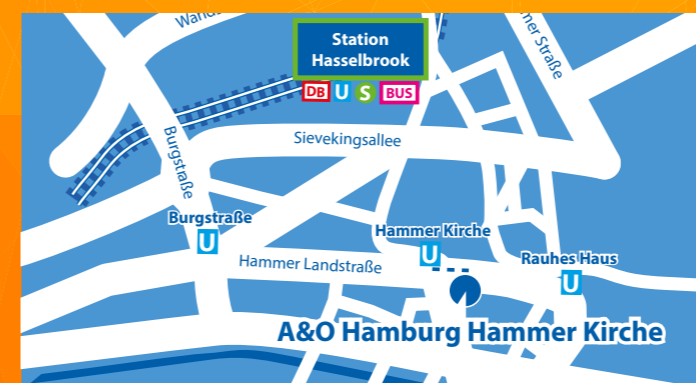 Station
Hasselbrook
DB U S BUS
Sievekingsallee
Burgstraße
Burgstraße
U
Hammer Kirche
U
Rauhes Haus
U
Hammer Landstraße
A&O Hamburg Hammer Kirche